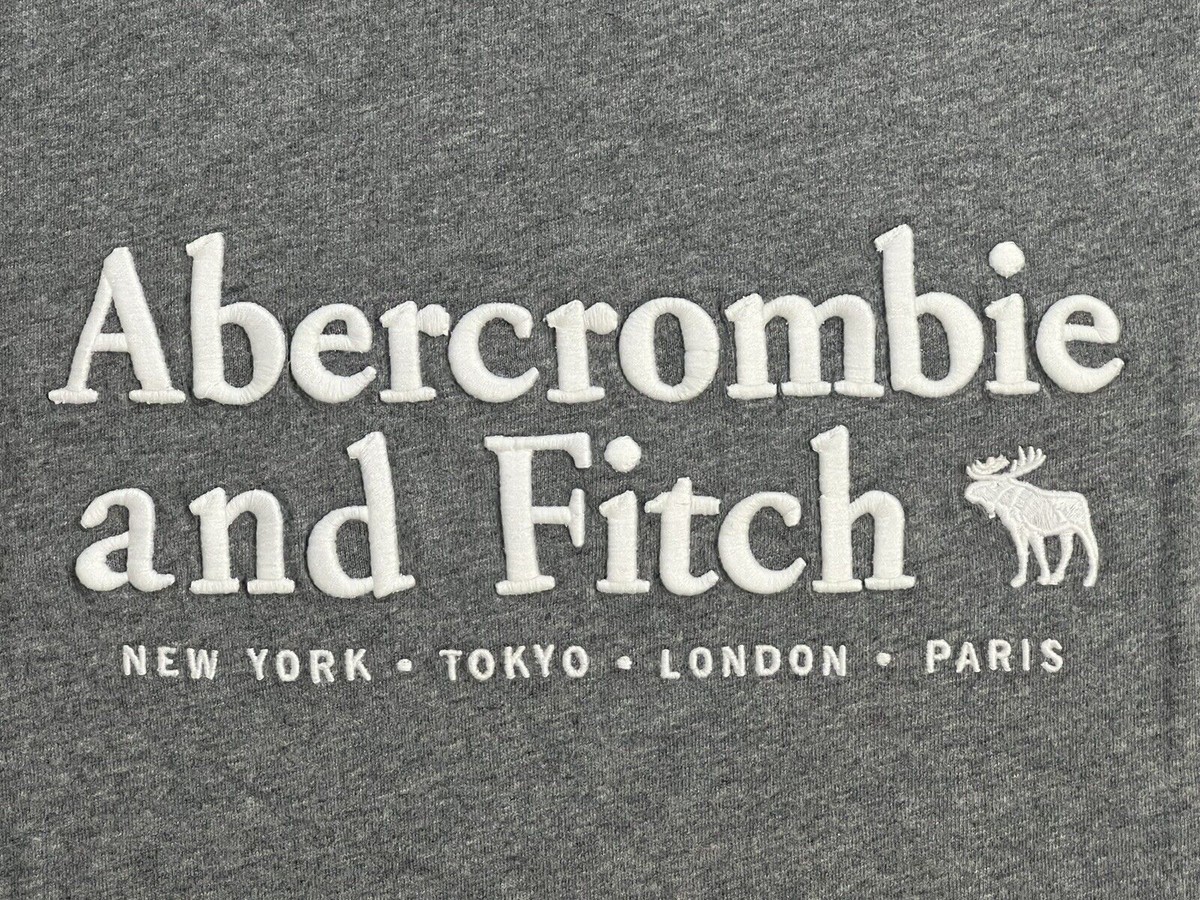 Abercrombie
and Fitch
NEW YORK • TOKYO • LONDON • PARIS